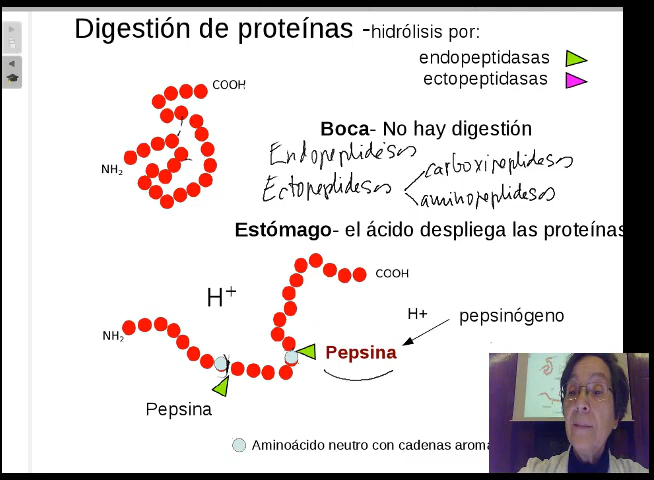 Digestión de proteínas -hidrólisis por:
endopeptidasas
ectopeptidasas
COOH
Boca- No hay digestión
Endopeptidasas
carboxipeptidasas
NH2
Ectopeptidasas
aminopeptidasas
Estómago- el ácido despliega las proteínas
COOH
H+
H+
pepsinógeno
NH2
Pepsina
Pepsina
Aminoácido neutro con cadenas aroma